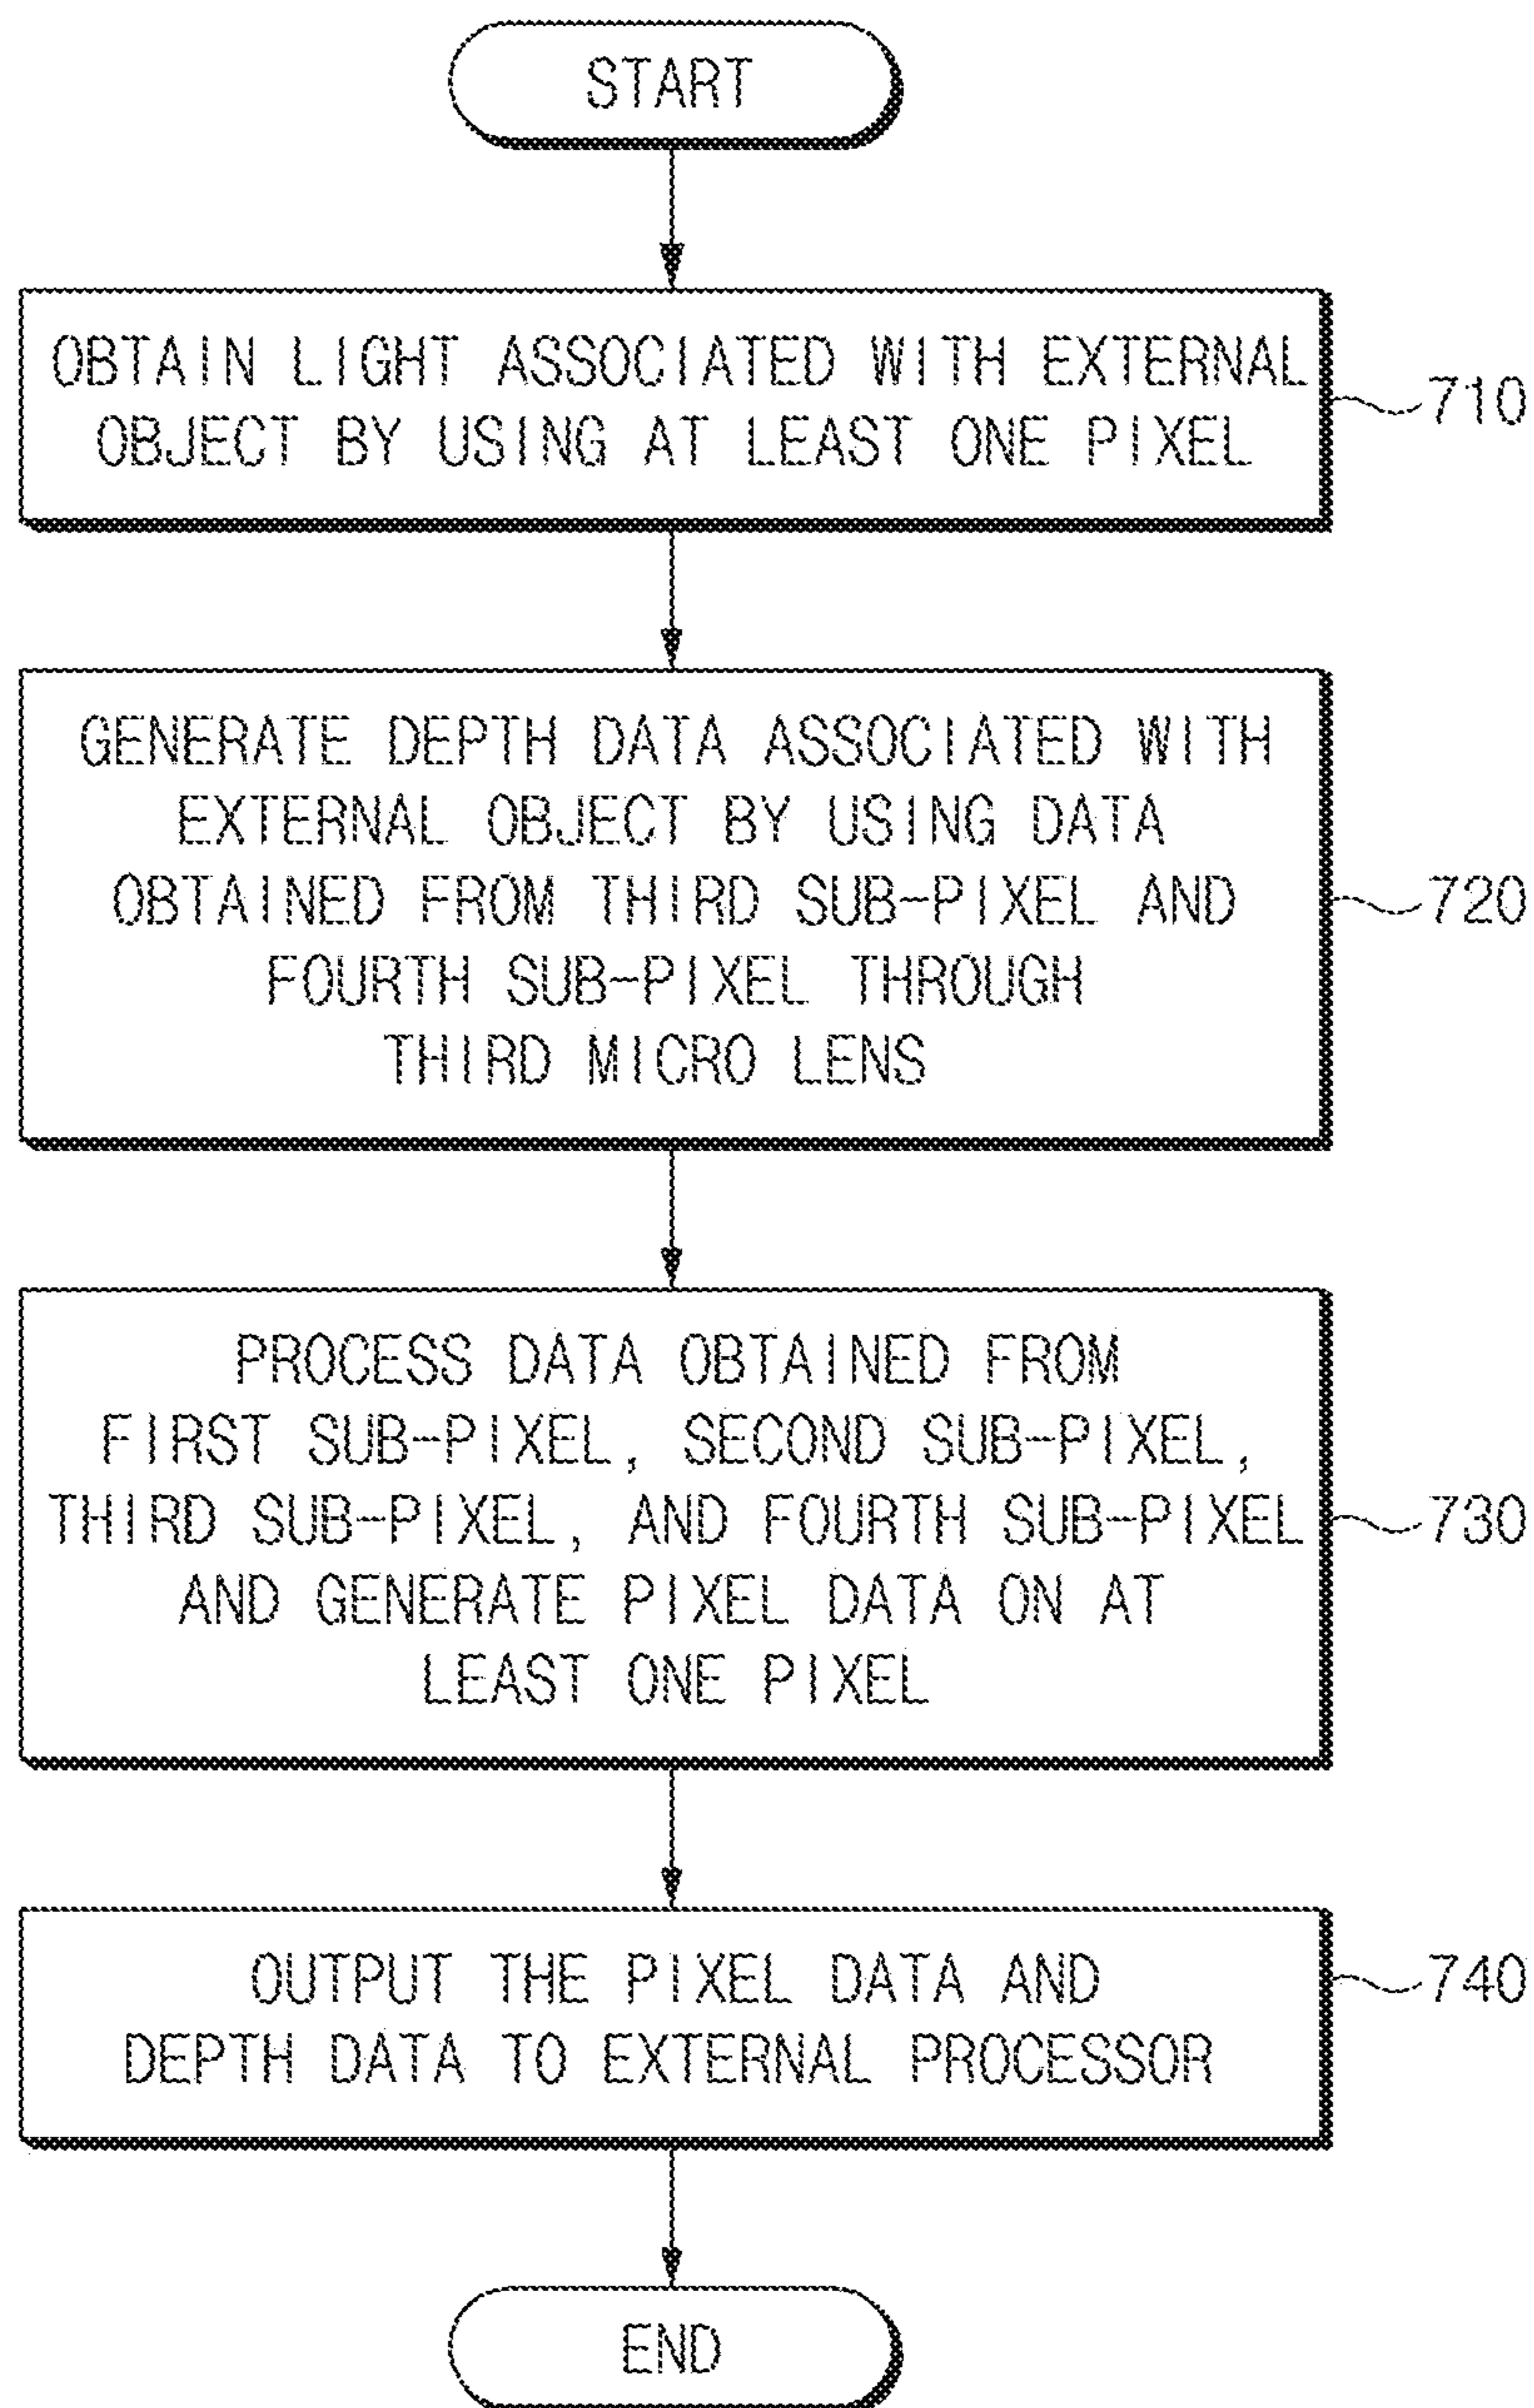 START
OBTAIN LIGHT ASSOCIATED WITH EXTERNAL
OBJECT BY USING AT LEAST ONE PIXEL
710
GENERATE DEPTH DATA ASSOCIATED WITH
EXTERNAL OBJECT BY USING DATA
OBTAINED FROM THIRD SUB-PIXEL AND
FOURTH SUB-PIXEL THROUGH
THIRD MICRO LENS
720
PROCESS DATA OBTAINED FROM
FIRST SUB-PIXEL, SECOND SUB-PIXEL,
THIRD SUB-PIXEL, AND FOURTH SUB-PIXEL
AND GENERATE PIXEL DATA ON AT
LEAST ONE PIXEL
730
OUTPUT THE PIXEL DATA AND
DEPTH DATA TO EXTERNAL PROCESSOR
740
END